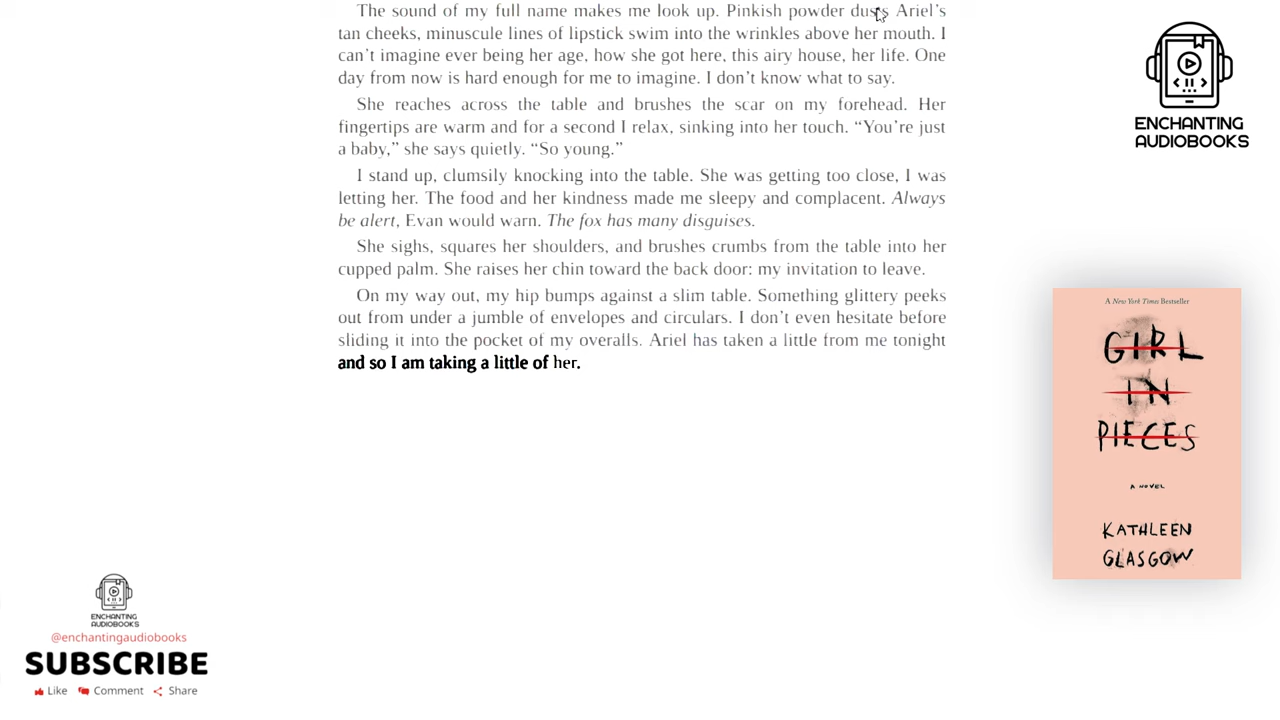 The sound of my full name makes me look up. Pinkish powder dusts Ariel's
tan cheeks, minuscule lines of lipstick swim into the wrinkles above her mouth. I
can't imagine ever being her age, how she got here, this airy house, her life. One
day from now is hard enough for me to imagine. I don't know what to say.
She reaches across the table and brushes the scar on my forehead. Her
fingertips are warm and for a second I relax, sinking into her touch. “You're just
a baby,” she says quietly. “So young.”
I stand up, clumsily knocking into the table. She was getting too close, I was
letting her. The food and her kindness made me sleepy and complacent. Always
be alert, Evan would warn. The fox has many disguises.
She sighs, squares her shoulders, and brushes crumbs from the table into her
cupped palm. She raises her chin toward the back door: my invitation to leave.
On my way out, my hip bumps against a slim table. Something glittery peeks
out from under a jumble of envelopes and circulars. I don't even hesitate before
sliding it into the pocket of my overalls. Ariel has taken a little from me tonight
and so I am taking a little of her.
ENCHANTING
AUDIOBOOKS
A New York Times Bestseller
GIRL
IN
PIECES
A NOVEL
KATHLEEN
GLASGOW
ENCHANTING
AUDIOBOOKS
@enchantingaudiobooks
SUBSCRIBE
Like Comment Share